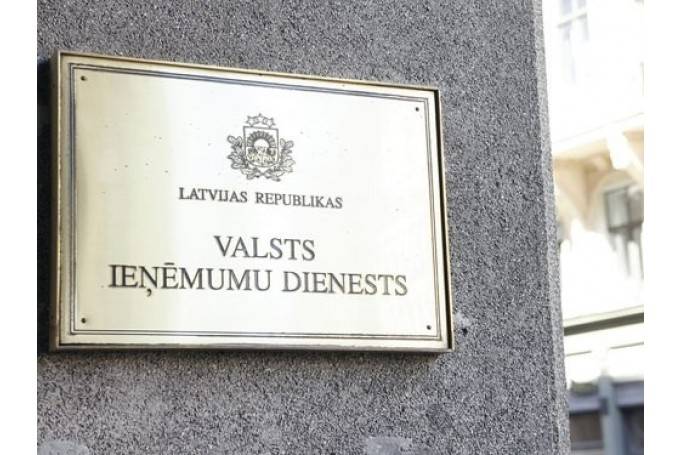 LATVIJAS REPUBLIKAS
VALSTS
IEŅĒMUMU DIENESTS